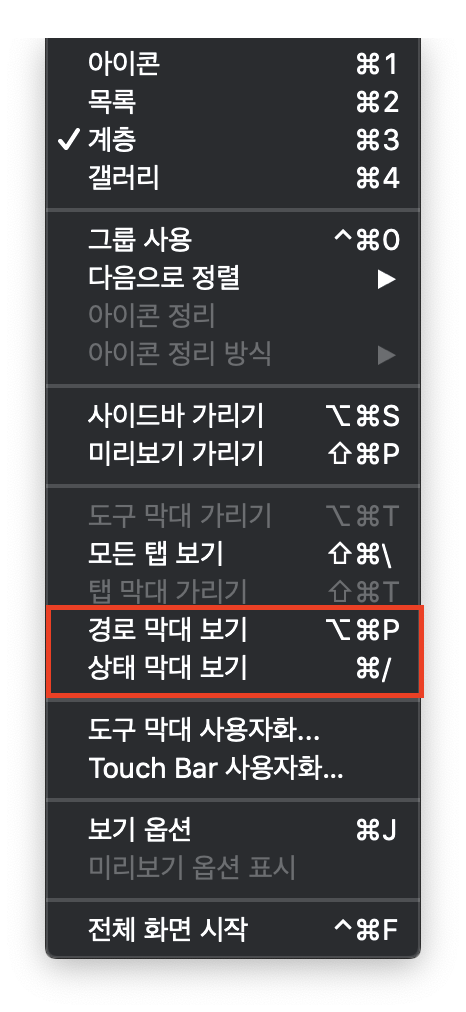 아이콘 ⌘1
목록 ⌘2
✓ 계층 ⌘3
갤러리 ⌘4
그룹 사용 ^⌘0
다음으로 정렬 ▶
아이콘 정리
아이콘 정리 방식 ▶
사이드바 가리기 ⌥⌘S
미리보기 가리기 ⇧⌘P
도구 막대 가리기 ⌥⌘T
모든 탭 보기 ⇧⌘\
탭 막대 가리기 ⇧⌘T
경로 막대 보기 ⌥⌘P
상태 막대 보기 ⌘/
도구 막대 사용자화...
Touch Bar 사용자화...
보기 옵션 ⌘J
미리보기 옵션 표시
전체 화면 시작 ^⌘F